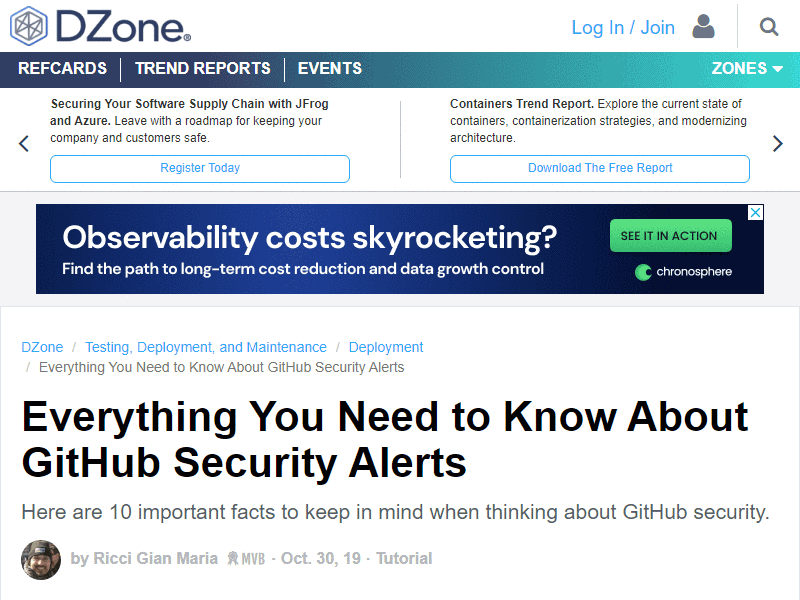 DZone.
Log In / Join
REFCARDS TREND REPORTS EVENTS ZONES
Securing Your Software Supply Chain with JFrog
and Azure. Leave with a roadmap for keeping your
company and customers safe.
Register Today
Containers Trend Report. Explore the current state of
containers, containerization strategies, and modernizing
architecture.
Download The Free Report
Observability costs skyrocketing?
Find the path to long-term cost reduction and data growth control
SEE IT IN ACTION
chronosphere
DZone / Testing, Deployment, and Maintenance / Deployment
/ Everything You Need to Know About GitHub Security Alerts
Everything You Need to Know About
GitHub Security Alerts
Here are 10 important facts to keep in mind when thinking about GitHub security.
by Ricci Gian Maria MVB · Oct. 30, 19 · Tutorial